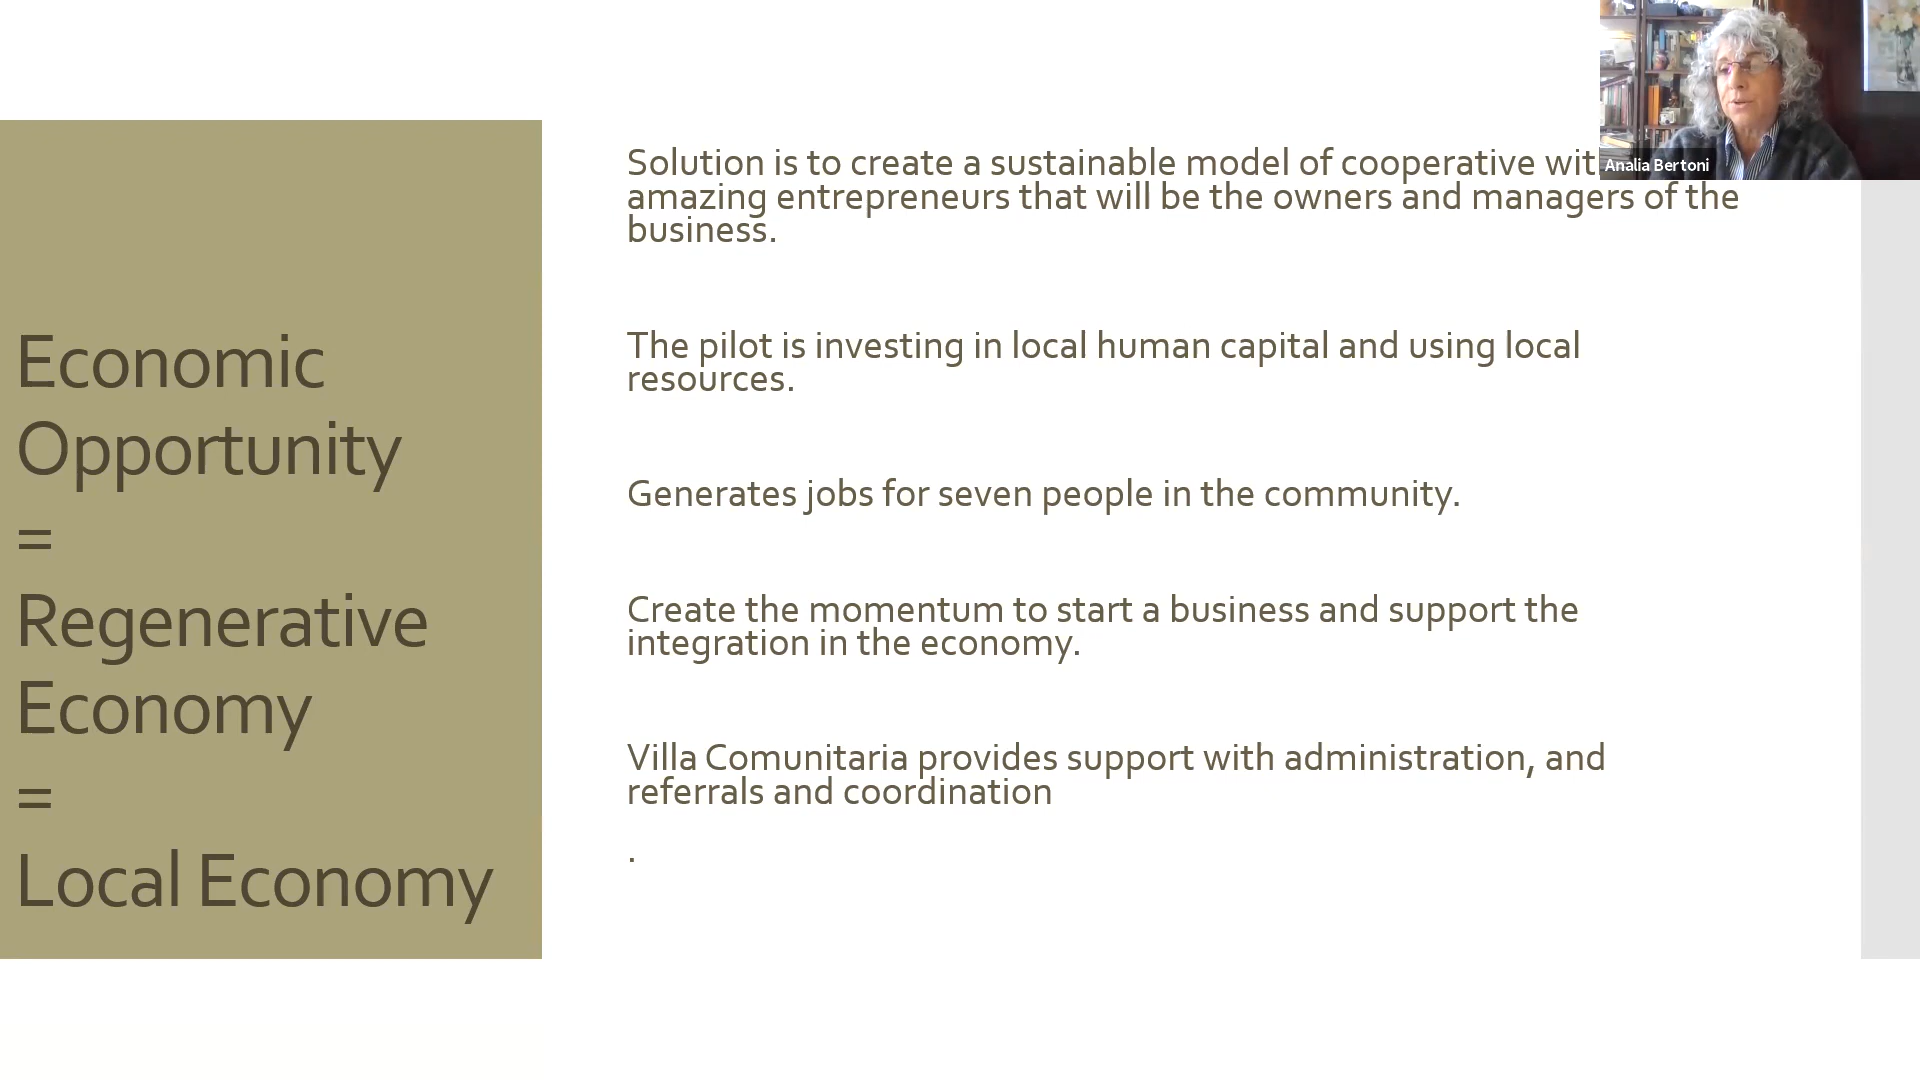 Economic
Opportunity
=
Regenerative
Economy
=
Local Economy
Solution is to create a sustainable model of cooperative
amazing entrepreneurs that will be the owners and managers of the
business.
The pilot is investing in local human capital and using local
resources.
Generates jobs for seven people in the community.
Create the momentum to start a business and support the
integration in the economy.
Villa Comunitaria provides support with administration, and
referrals and coordination
.
Analia Bertoni